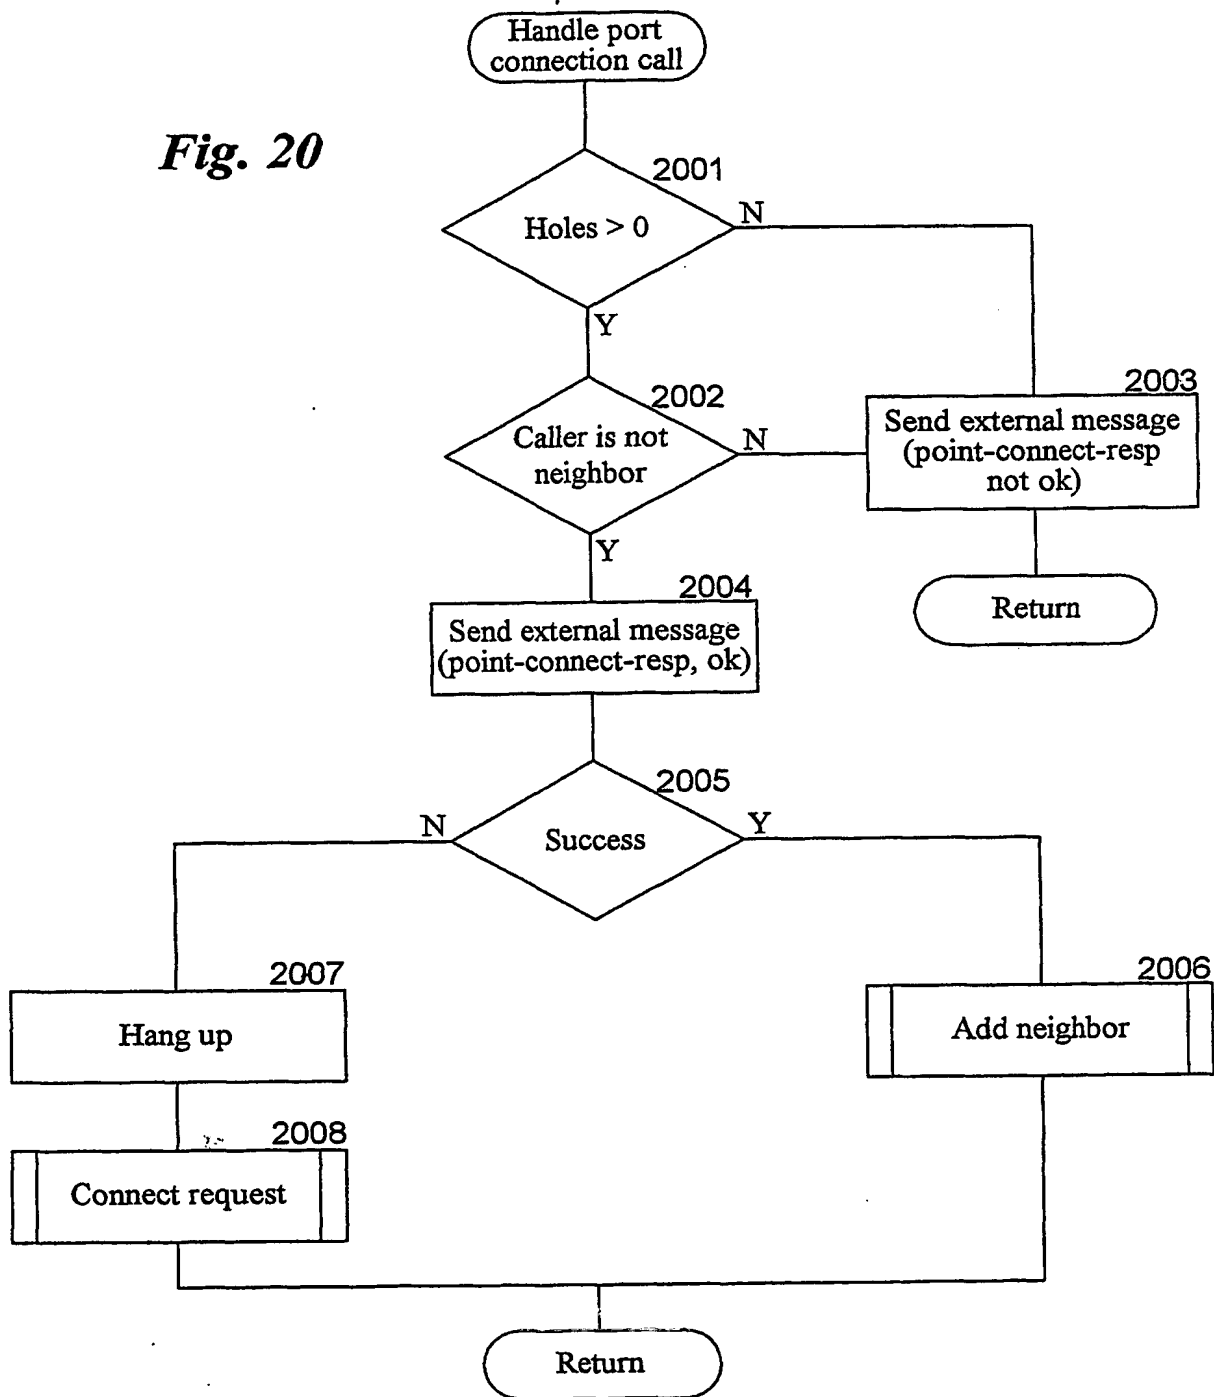 Handle port
connection call
Fig. 20
2001
Holes > 0
N
Y
2002
Caller is not
neighbor
N
Y
2003
Send external message
(point-connect-resp
not ok)
Return
2004
Send external message
(point-connect-resp, ok)
2005
Success
N
Y
2007
Hang up
2006
Add neighbor
2008
Connect request
Return